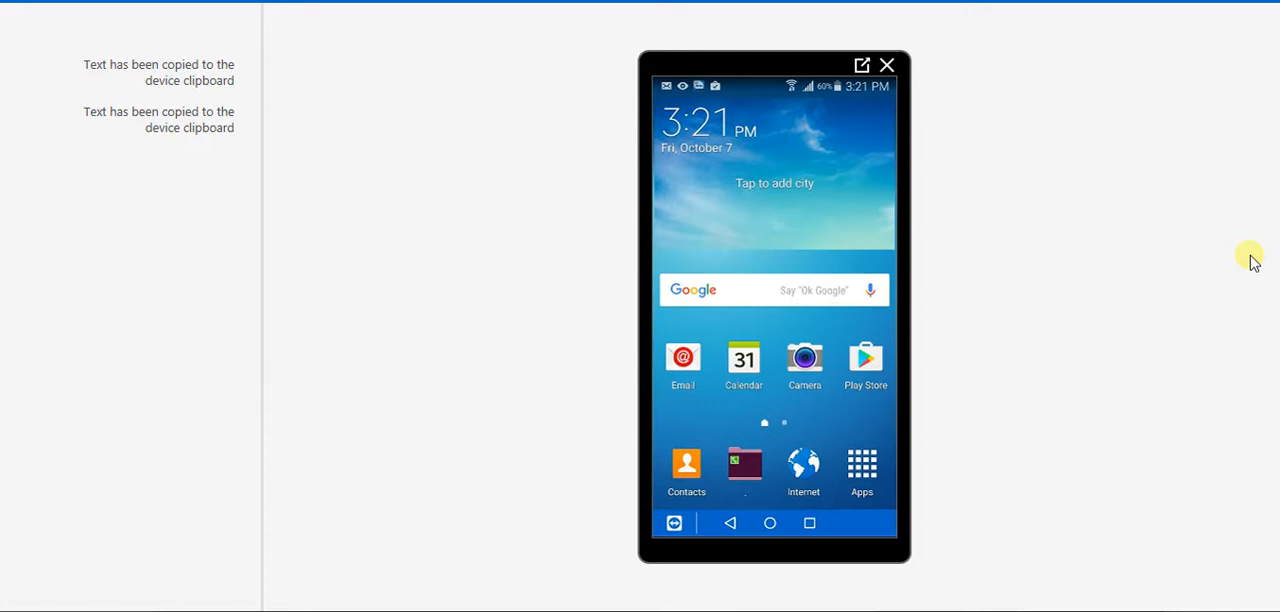 Text has been copied to the
device clipboard
Text has been copied to the
device clipboard
60% 3:21 PM
3:21 PM
Fri, October 7
Tap to add city
Google Say "Ok Google"
@ 31
Email Calendar Camera Play Store
Contacts . Internet Apps